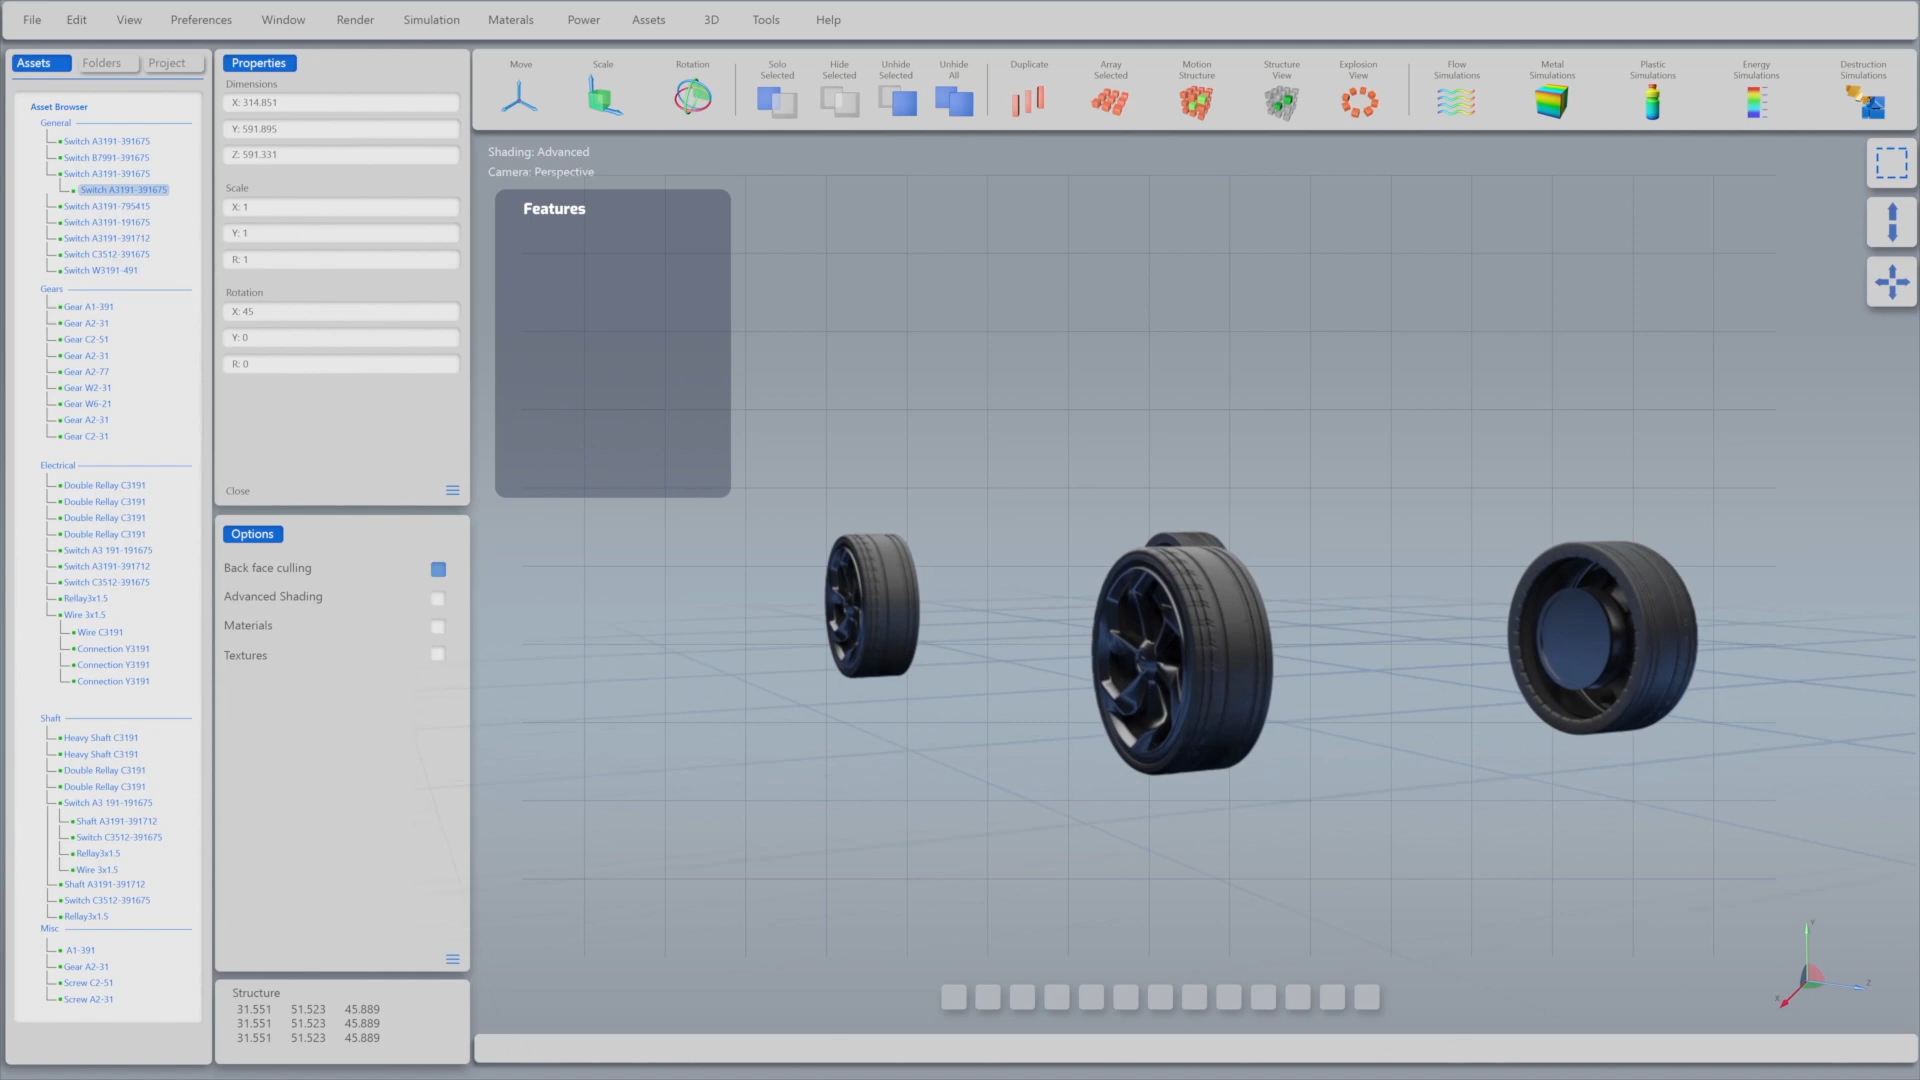 File Edit View Preferences Window Render Simulation Materals Power Assets 3D Tools Help
Assets Folders Project
Asset Browser
General
Switch A3191-391675
Switch B7991-391675
Switch A3191-391675
Switch A3191-391675
Switch A3191-795415
Switch A3191-191675
Switch A3191-391712
Switch C3512-391675
Switch W3191-491
Gears
Gear A1-391
Gear A2-31
Gear C2-51
Gear A2-31
Gear A2-77
Gear W2-31
Gear W6-21
Gear A2-31
Gear C2-31
Electrical
Double Rellay C3191
Double Rellay C3191
Double Rellay C3191
Double Rellay C3191
Switch A3 191-191675
Switch A3191-391712
Switch C3512-391675
Rellay3x1.5
Wire 3x1.5
Wire C3191
Connection Y3191
Connection Y3191
Connection Y3191
Shaft
Heavy Shaft C3191
Heavy Shaft C3191
Double Rellay C3191
Double Rellay C3191
Switch A3 191-191675
Shaft A3191-391712
Switch C3512-391675
Rellay3x1.5
Wire 3x1.5
Shaft A3191-391712
Switch C3512-391675
Rellay3x1.5
Misc
A1-391
Gear A2-31
Screw C2-51
Screw A2-31
Properties
Dimensions
X: 314.851
Y: 591.895
Z: 591.331
Scale
X: 1
Y: 1
R: 1
Rotation
X: 45
Y: 0
R: 0
Close
Options
Back face culling
Advanced Shading
Materials
Textures
Structure
31.551 51.523 45.889
31.551 51.523 45.889
31.551 51.523 45.889
Move
Scale
Rotation
Solo
Selected
Hide
Selected
Unhide
Selected
Unhide
All
Duplicate
Array
Selected
Motion
Structure
Structure
View
Explosion
View
Flow
Simulations
Metal
Simulations
Plastic
Simulations
Energy
Simulations
Destruction
Simulations
Shading: Advanced
Camera: Perspective
Features
Y
Z
X